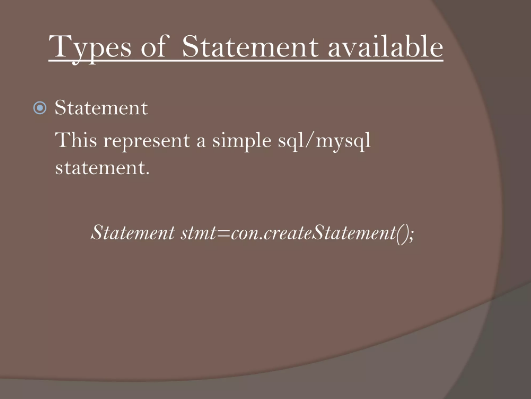 Types of Statement available
Statement
This represent a simple sql/mysql
statement.
Statement stmt=con.createStatement();